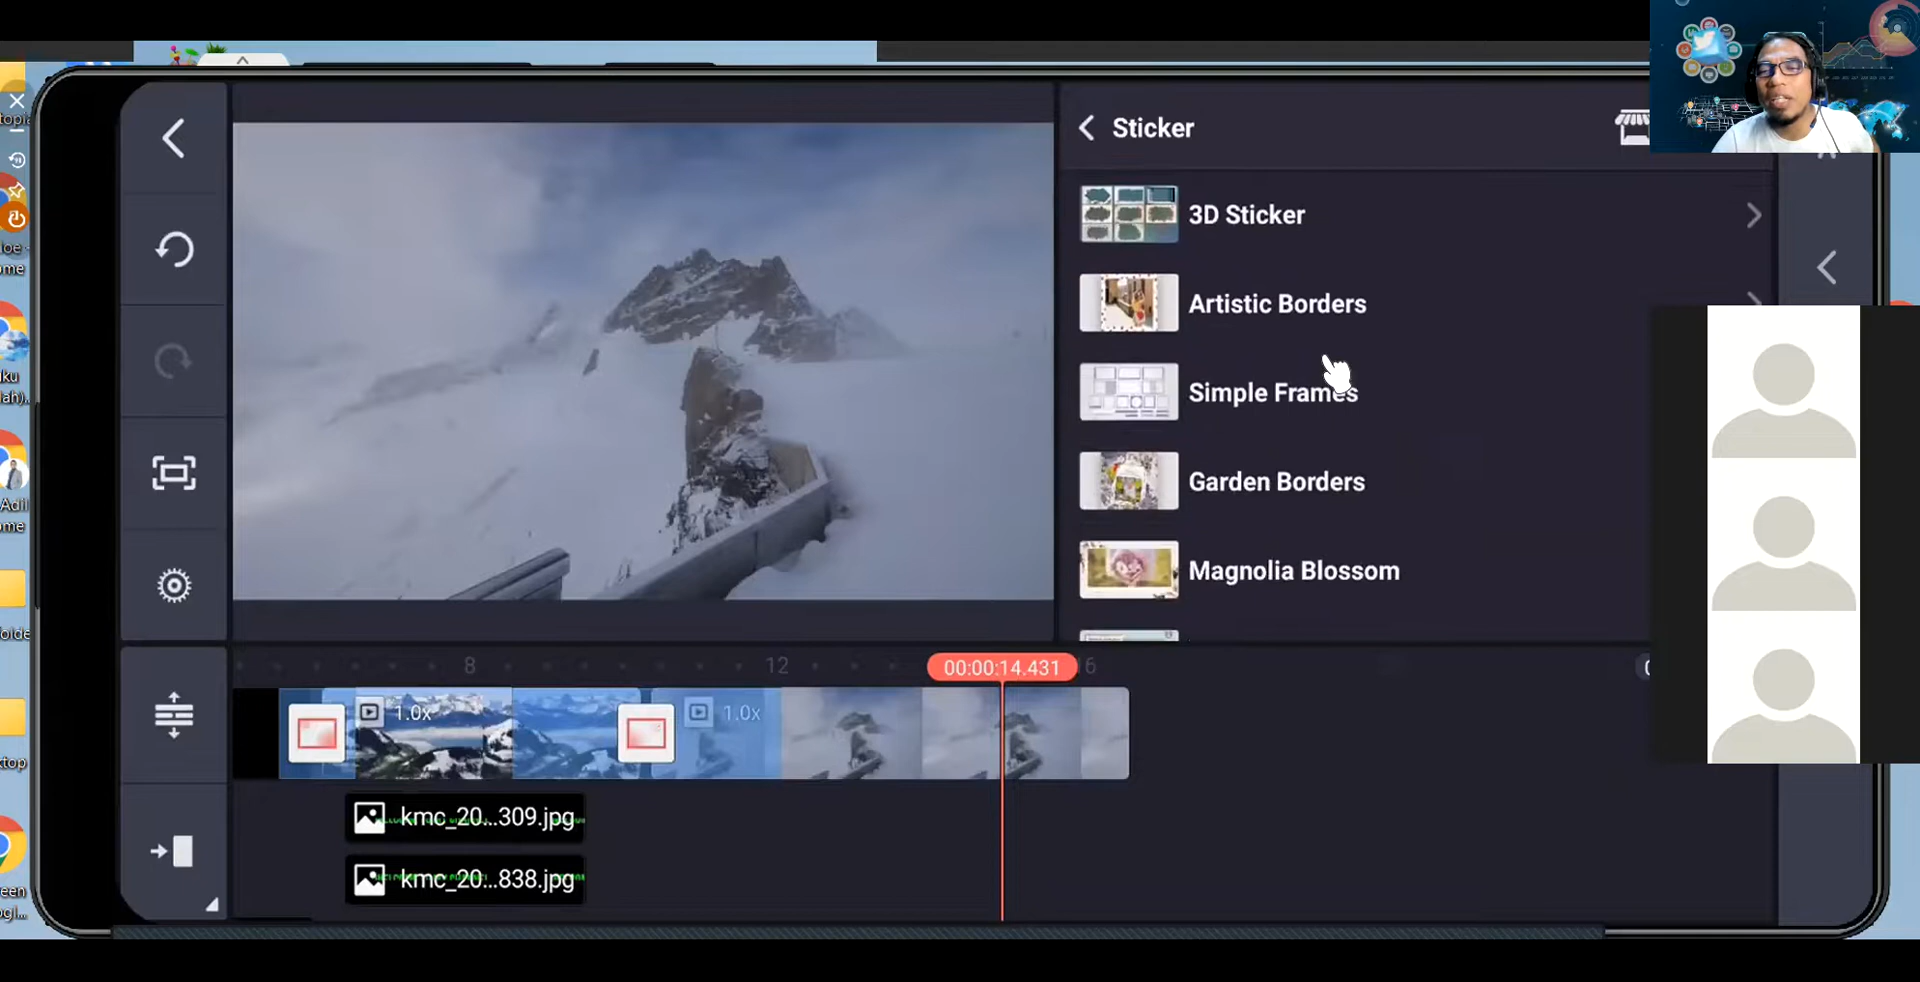 Sticker
3D Sticker
Artistic Borders
Simple Frames
Garden Borders
Magnolia Blossom
8
12
00:00:14.431
16
1.0x
1.0x
kmc_20...309.jpg
kmc_20...838.jpg